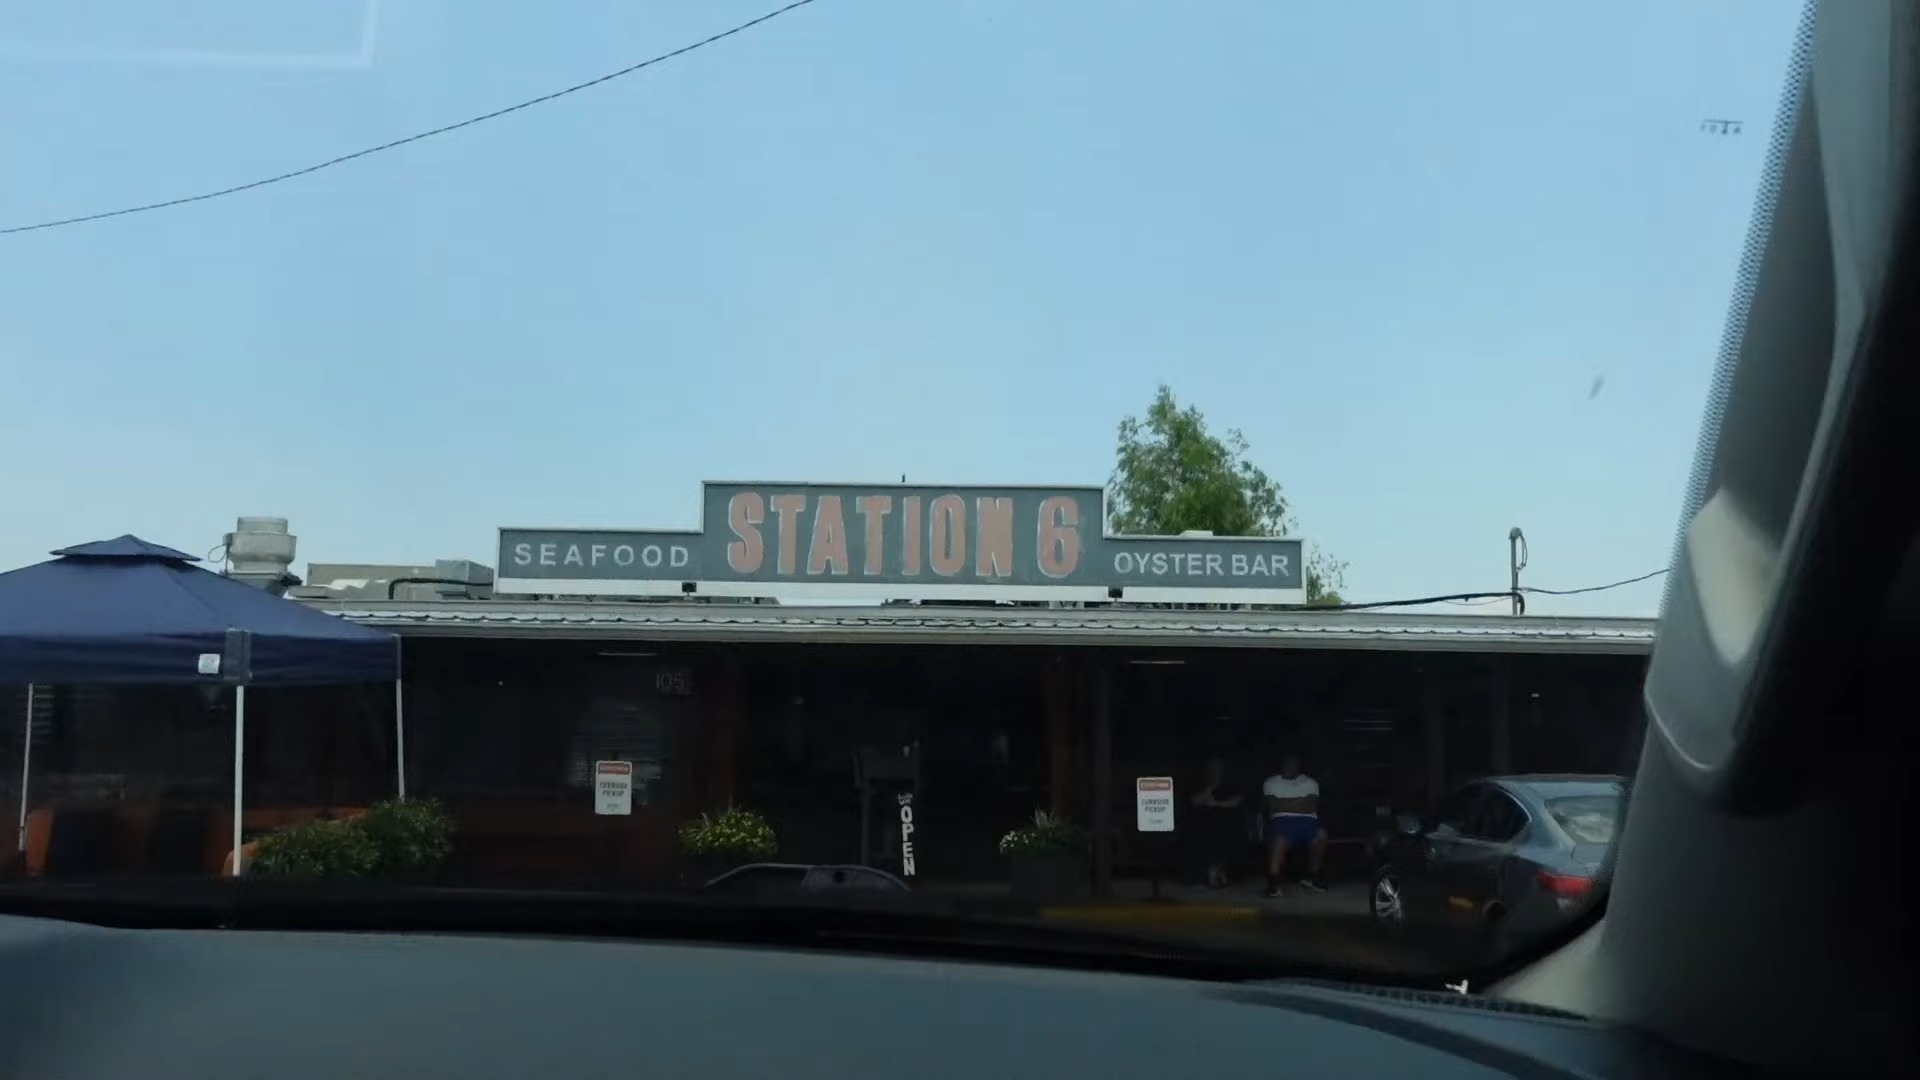 SEAFOOD STATION 6 OYSTER BAR
105
CURBSIDE
PICKUP
CURBSIDE
PICKUP
OPEN